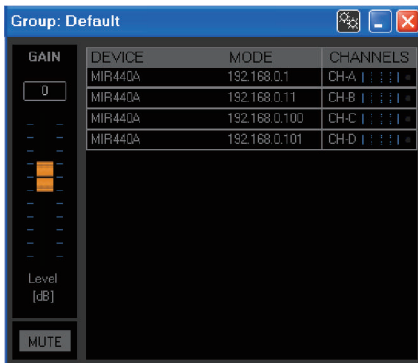 Group: Default
GAIN
0
Level
[dB]
MUTE
DEVICE MODE CHANNELS
MIR440A 192.168.0.1 CH-A
MIR440A 192.168.0.11 CH-B
MIR440A 192.168.0.100 CH-C
MIR440A 192.168.0.101 CH-D